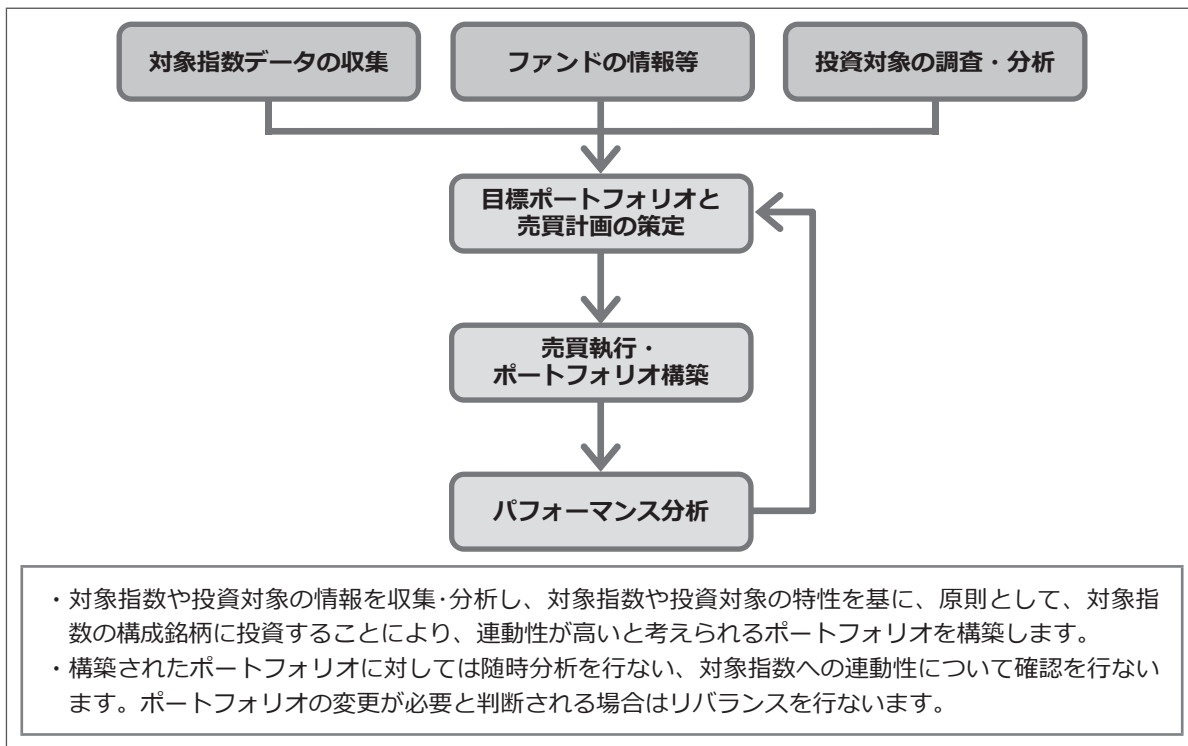 対象指数データの収集
ファンドの情報等
投資対象の調査・分析
目標ポートフォリオと
売買計画の策定
売買執行・
ポートフォリオ構築
パフォーマンス分析
・対象指数や投資対象の情報を収集・分析し、対象指数や投資対象の特性を基に、原則として、対象指
数の構成銘柄に投資することにより、連動性が高いと考えられるポートフォリオを構築します。
・構築されたポートフォリオに対しては随時分析を行ない、対象指数への連動性について確認を行ない
ます。ポートフォリオの変更が必要と判断される場合はリバランスを行ないます。